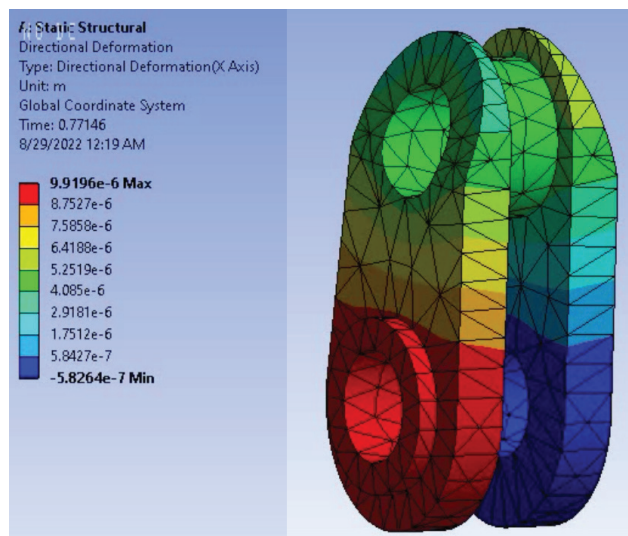 A: Static Structural
Directional Deformation
Type: Directional Deformation(X Axis)
Unit: m
Global Coordinate System
Time: 0.77146
8/29/2022 12:19 AM
9.9196e-6 Max
8.7527e-6
7.5858e-6
6.4188e-6
5.2519e-6
4.085e-6
2.9181e-6
1.7512e-6
5.8427e-7
-5.8264e-7 Min